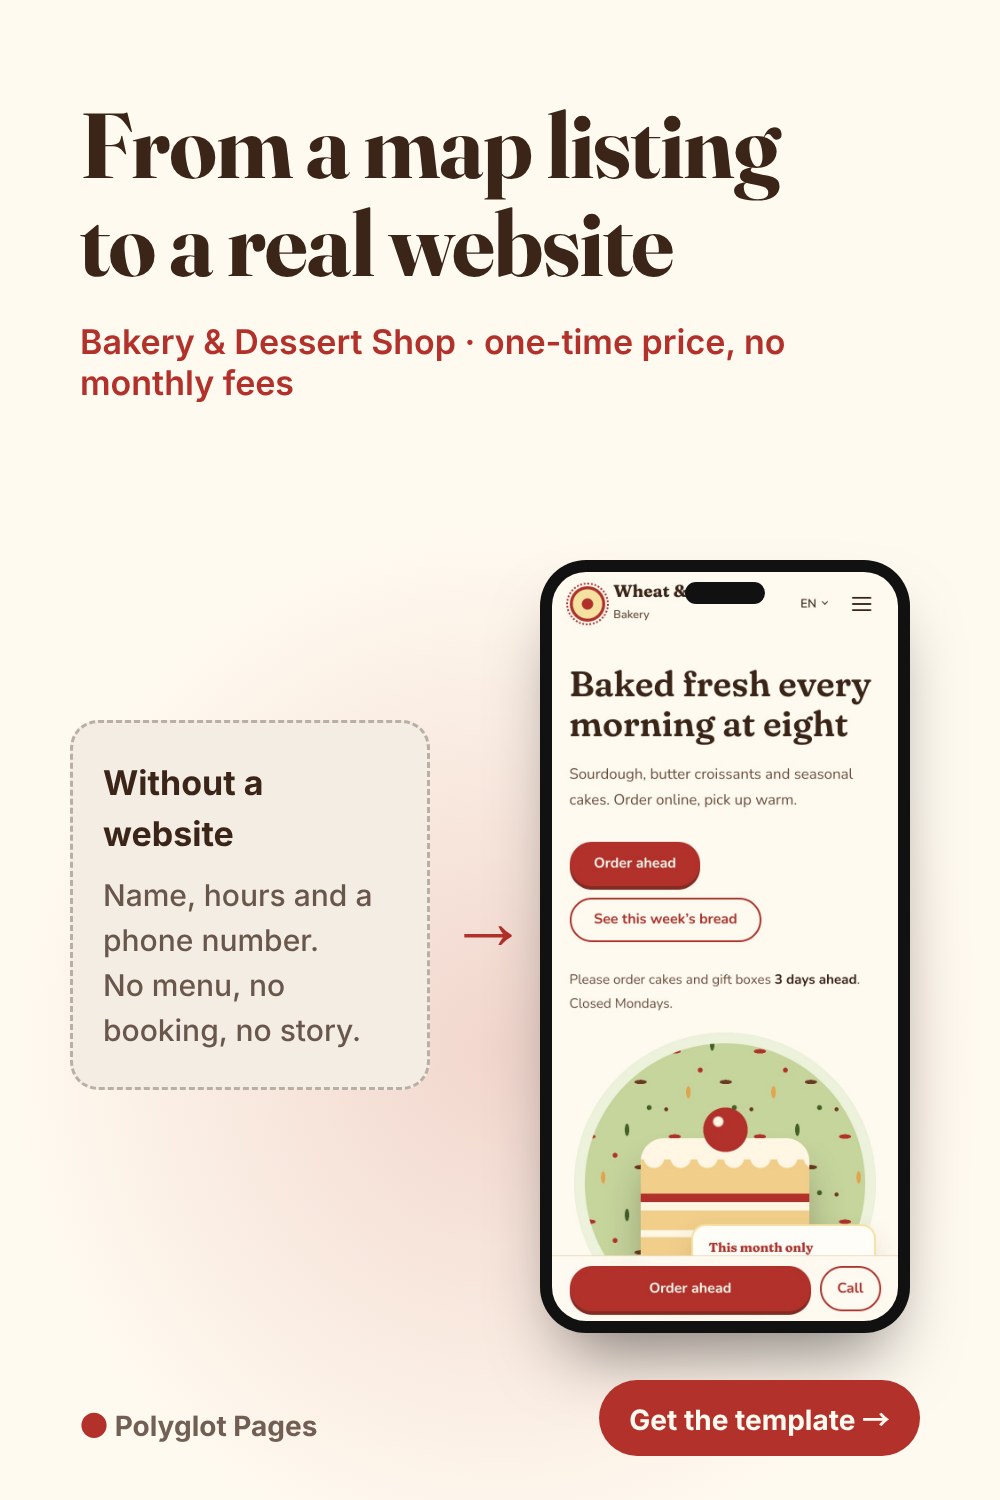 From a map listing
to a real website
Bakery & Dessert Shop · one-time price, no
monthly fees
Without a
website
Name, hours and a
phone number.
No menu, no
booking, no story.
→
Wheat &
Bakery
EN
Baked fresh every
morning at eight
Sourdough, butter croissants and seasonal
cakes. Order online, pick up warm.
Order ahead
See this week's bread
Please order cakes and gift boxes 3 days ahead.
Closed Mondays.
This month only
Order ahead
Call
Polyglot Pages
Get the template →